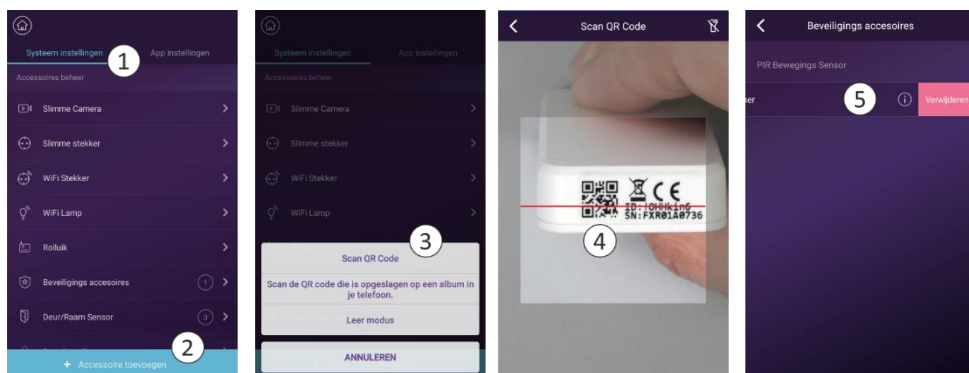 Systeem instellingen
App instellingen
1
Accessoires beheer
Slimme Camera
Slimme stekker
WiFi Stekker
WiFi Lamp
Rolluik
Beveiligings accesoires
1
Deur/Raam Sensor
3
2
+ Accessoire toevoegen
Systeem instellingen
App instellingen
Accessoires beheer
Slimme Camera
Slimme stekker
WiFi Stekker
WiFi Lamp
3
Scan QR Code
Scan de QR code die is opgeslagen op een album in
je telefoon.
Leer modus
ANNULEREN
Scan QR Code
CE
SN:FXR01A0736
4
Beveiligings accesoires
PIR Bewegings Sensor
5
Verwijderen